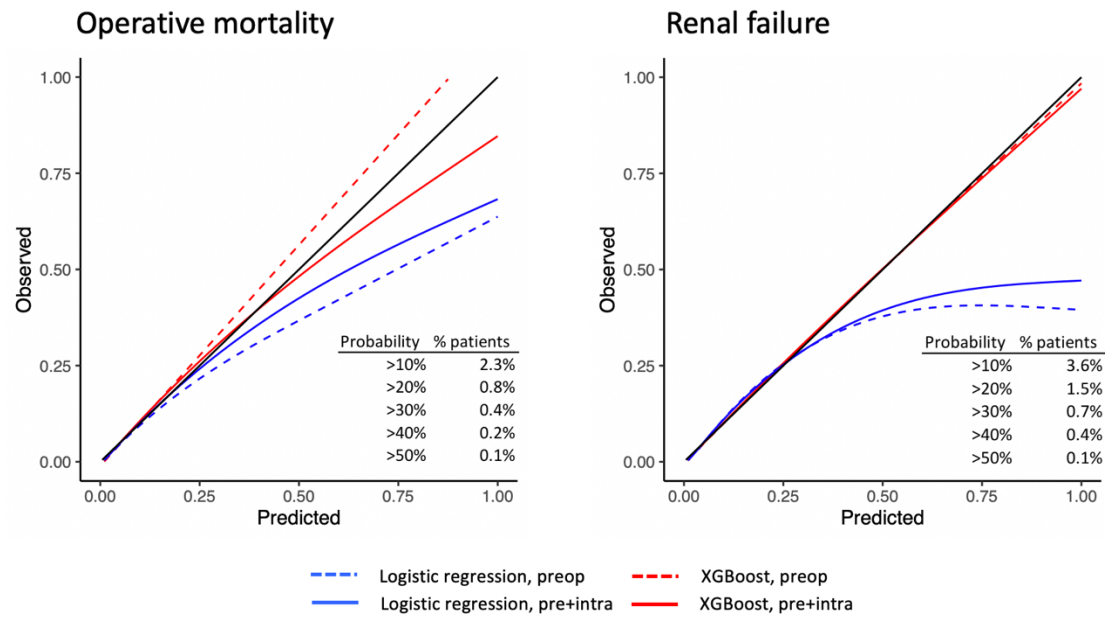 Operative mortality
Observed
1.00
0.75
0.50
0.25
0.00
0.00 0.25 0.50 0.75 1.00
Predicted
Probability % patients
>10% 2.3%
>20% 0.8%
>30% 0.4%
>40% 0.2%
>50% 0.1%
Renal failure
Observed
1.00
0.75
0.50
0.25
0.00
0.00 0.25 0.50 0.75 1.00
Predicted
Probability % patients
>10% 3.6%
>20% 1.5%
>30% 0.7%
>40% 0.4%
>50% 0.1%
Logistic regression, preop
Logistic regression, pre+intra
XGBoost, preop
XGBoost, pre+intra